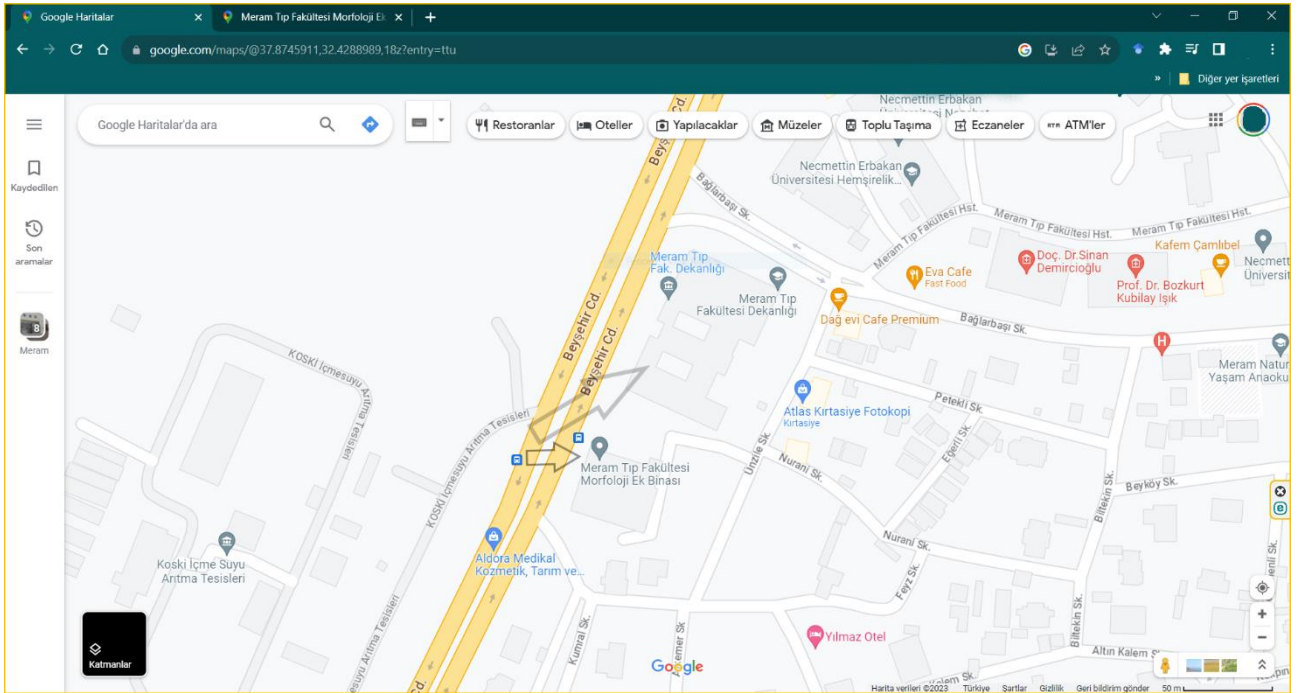 Google Haritalar
Meram Tıp Fakültesi Morfoloji Ek
google.com/maps/@37.8745911,32.4288989,18z?entry=ttu
»
Diğer yer işaretleri
Google Haritalar'da ara
Restoranlar
Oteller
Yapılacaklar
Müzeler
Toplu Taşıma
Eczaneler
ATM'ler
Kaydedilen
Son
aramalar
8
Meram
Necmettin Erbakan
Necmettin Erbakan
Üniversitesi Hemşirelik...
Bağlarbaşı Sk.
Meram Tıp Fakültesi Hst.
Meram Tıp Fakültesi Hst.
Meram Tıp Fakültesi Hst.
Kafem Çamlıbel
Necmett
Üniversit
Doç. Dr.Sinan
Demircioğlu
Prof. Dr. Bozkurt
Kubilay Işık
Eva Cafe
Fast Food
Meram Tıp
Fak. Dekanlığı
Meram Tıp
Fakültesi Dekanlığı
Dağ evi Cafe Premium
Bağlarbaşı Sk.
H
Meram Natur
Yaşam Anaoku
Beyşehir Cd.
Beyşehir Cd.
KOSKİ İçmesuyu Arıtma Tesisleri
KOSKİ İçmesuyu Arıtma Tesisleri
Atlas Kırtasiye Fotokopi
Kırtasiye
Petekli Sk.
Eğerli Sk.
Ünzile Sk.
Nurani Sk.
Meram Tıp Fakültesi
Morfoloji Ek Binası
Biltekin Sk.
Beyköy Sk.
Koski İçme Suyu
Arıtma Tesisleri
Aldora Medikal
Kozmetik, Tarım ve...
Nurani Sk.
Feyz Sk.
Biltekin Sk.
Kumral Sk.
Yılmaz Otel
Altın Kalem
Katmanlar
Google
Harita verileri ©2023
Türkiye
Şartlar
Gizlilik
Geri bildirim gönder
50 m